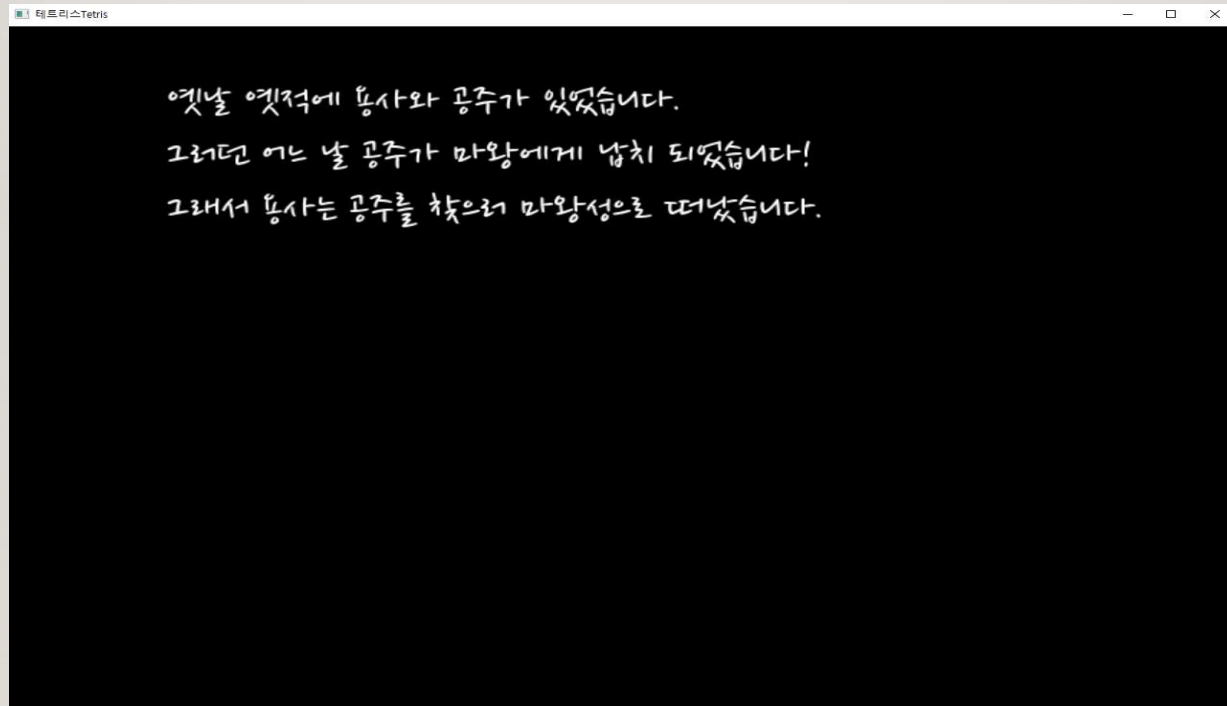 테트리스Tetris
옛날 옛적에 용사와 공주가 있었습니다.
그러던 어느 날 공주가 마왕에게 납치 되었습니다!
그래서 용사는 공주를 찾으러 마왕성으로 떠났습니다.